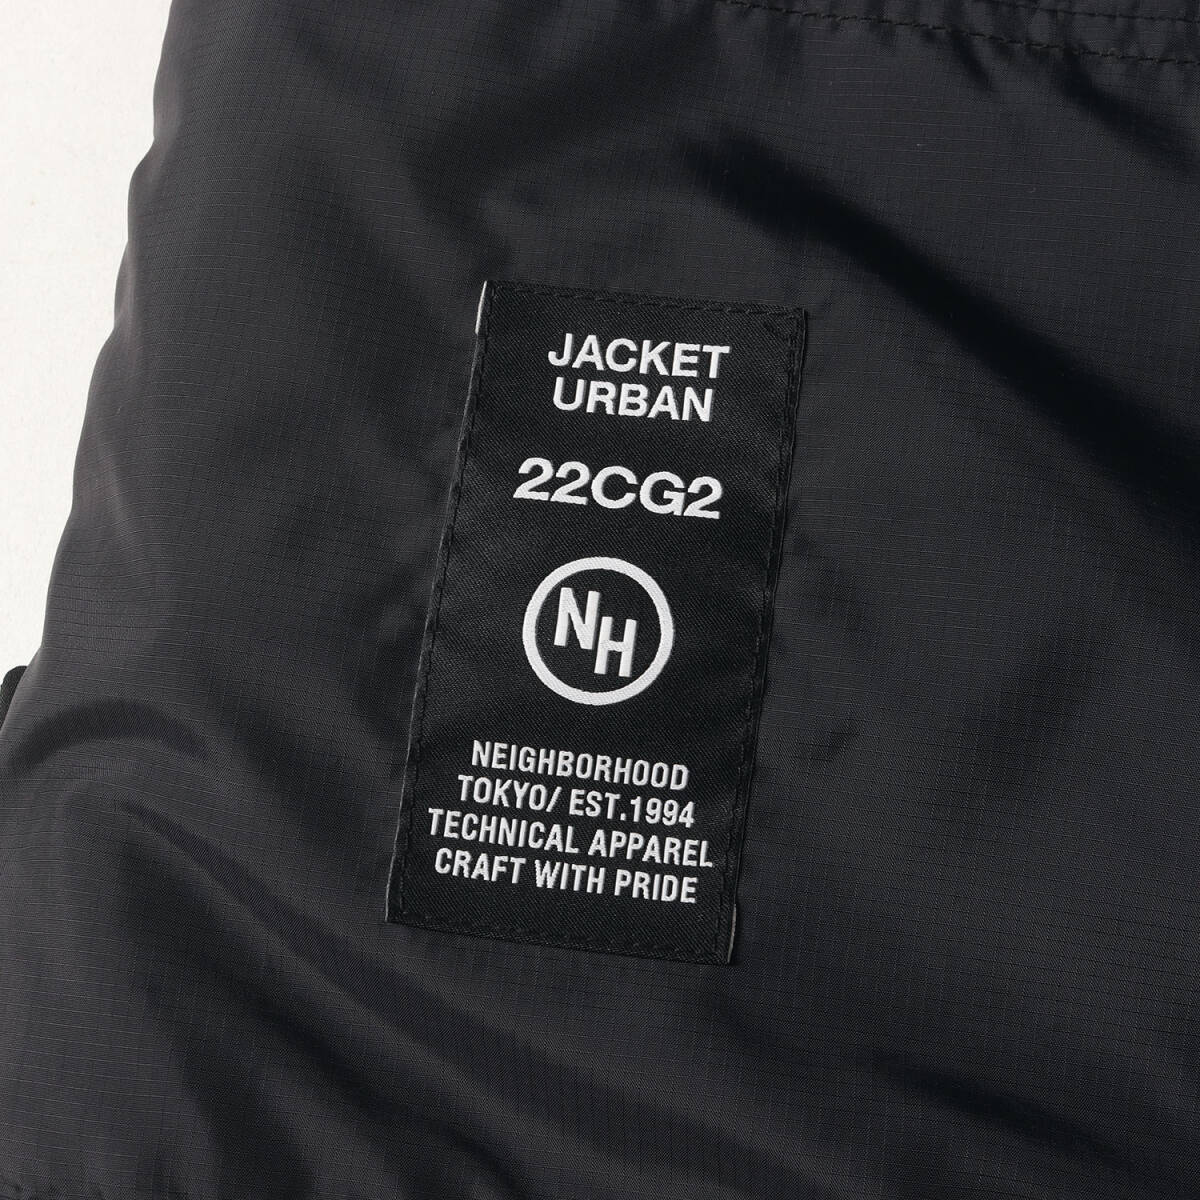 JACKET
URBAN
22CG2
NH
NEIGHBORHOOD
TOKYO/ EST.1994
TECHNICAL APPAREL
CRAFT WITH PRIDE